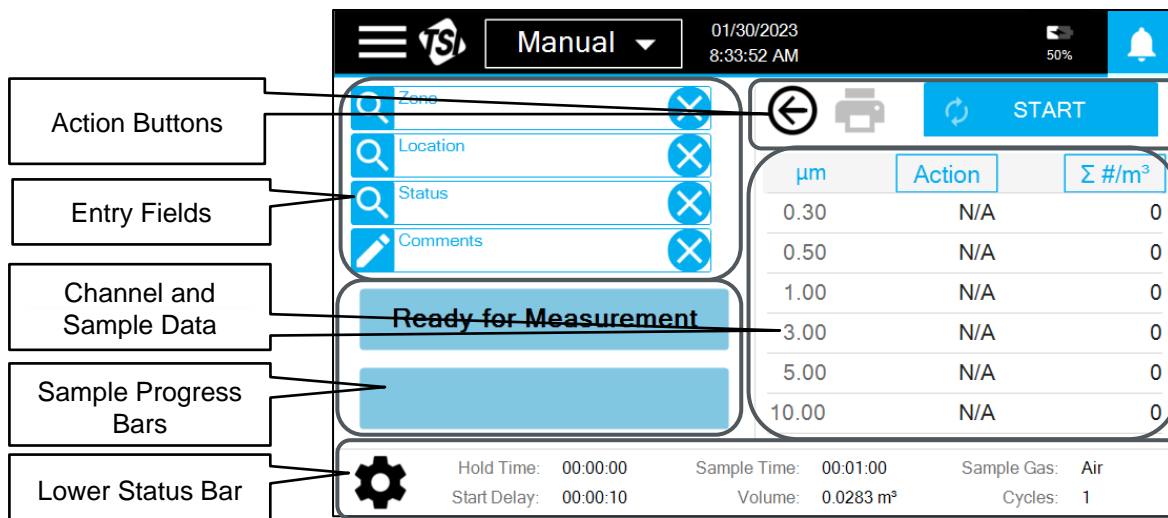 TSI
Manual
01/30/2023
8:33:52 AM
50%
Action Buttons
Entry Fields
Channel and
Sample Data
Sample Progress
Bars
Lower Status Bar
Zone
Location
Status
Comments
START
Ready for Measurement
µm Action Σ #/m³
0.30 N/A 0
0.50 N/A 0
1.00 N/A 0
3.00 N/A 0
5.00 N/A 0
10.00 N/A 0
Hold Time: 00:00:00 Sample Time: 00:01:00 Sample Gas: Air
Start Delay: 00:00:10 Volume: 0.0283 m³ Cycles: 1